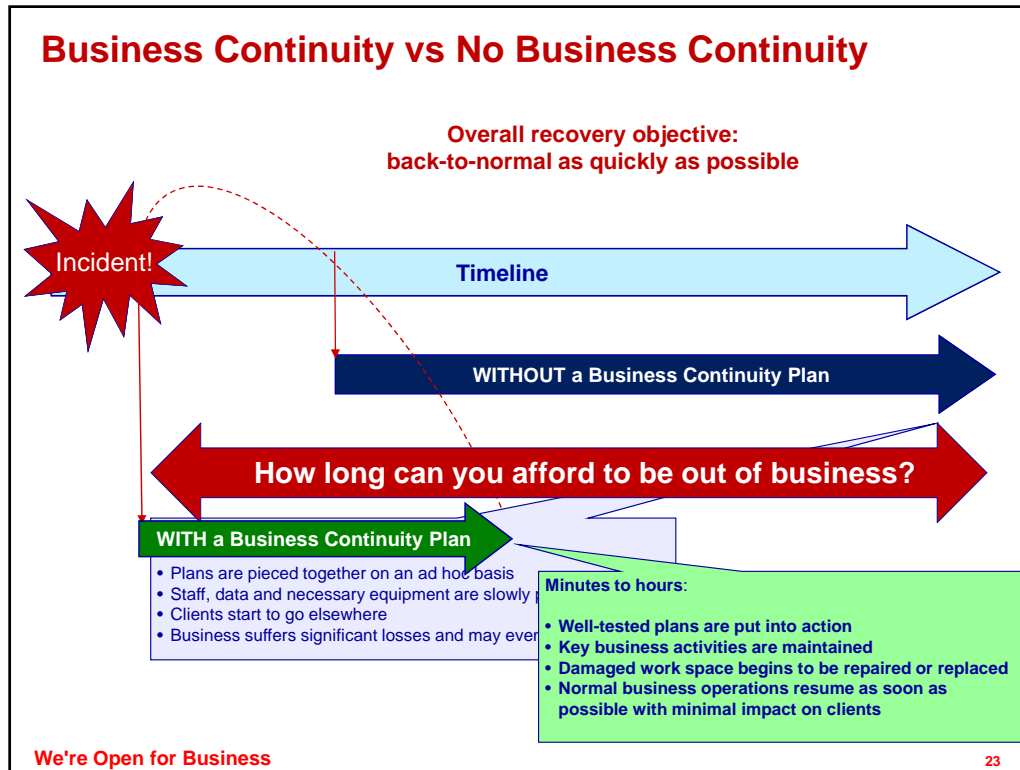 Business Continuity vs No Business Continuity
Overall recovery objective:
back-to-normal as quickly as possible
Incident!
Timeline
WITHOUT a Business Continuity Plan
How long can you afford to be out of business?
WITH a Business Continuity Plan
• Plans are pieced together on an ad hoc basis
• Staff, data and necessary equipment are slowly
• Clients start to go elsewhere
• Business suffers significant losses and may
Minutes to hours:
• Well-tested plans are put into action
• Key business activities are maintained
• Damaged work space begins to be repaired or replaced
• Normal business operations resume as soon as
possible with minimal impact on clients
We're Open for Business
23